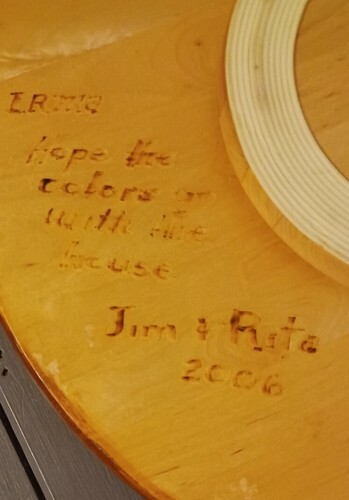 Hope the
colors go
with the
house
Jim & Rita
2006